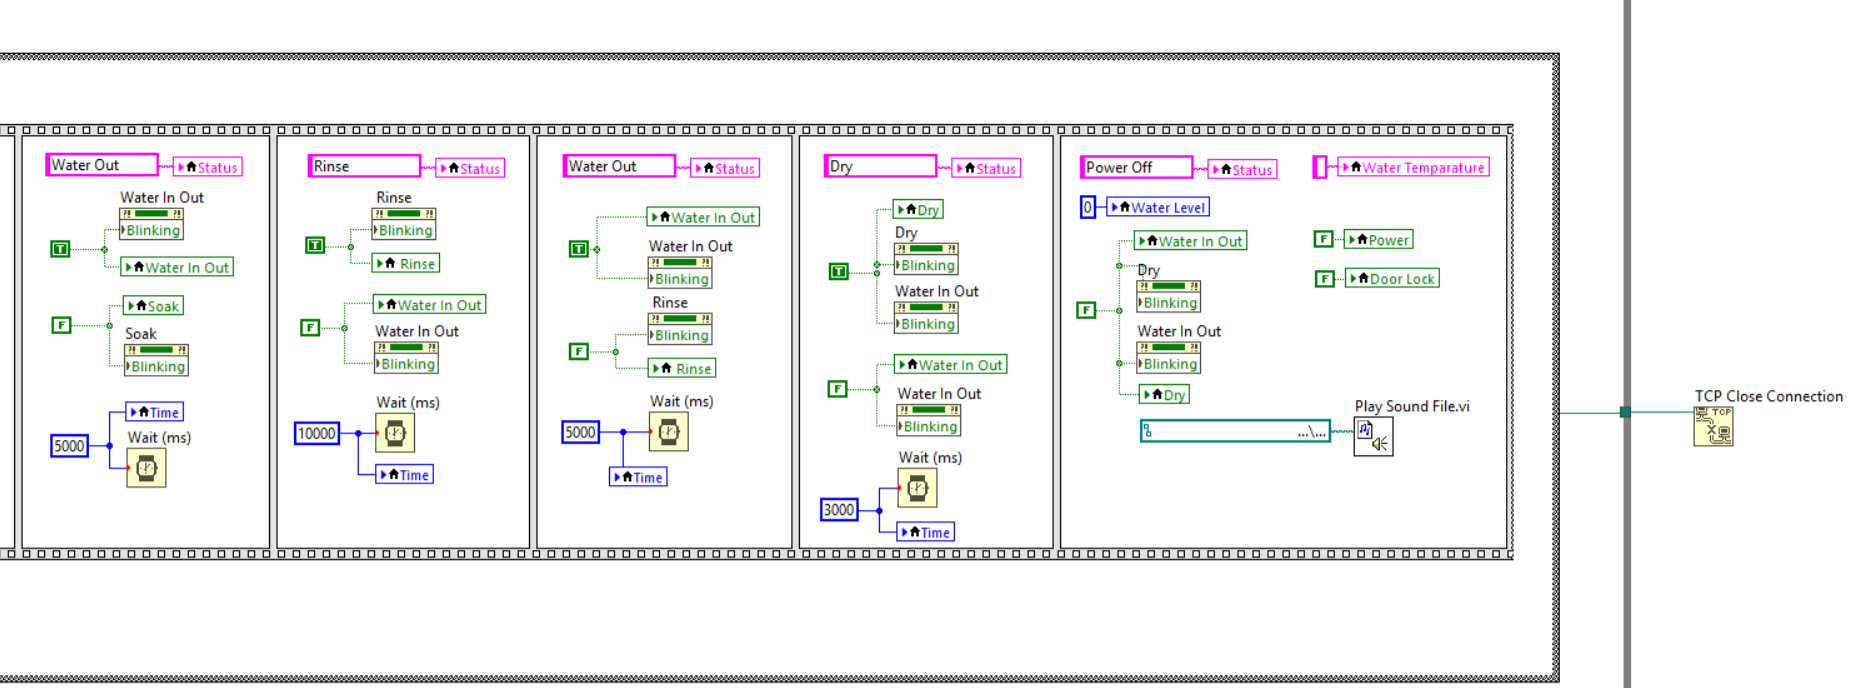 Water Out Status
Water In Out
Blinking
T
Water In Out
Soak
F
Soak
Blinking
Time
Wait (ms)
5000
Rinse Status
Rinse
Blinking
T
Rinse
Water In Out
F
Water In Out
Blinking
Wait (ms)
10000
Time
Water Out Status
Water In Out
T
Water In Out
Blinking
Rinse
Blinking
F
Rinse
Wait (ms)
5000
Time
Dry Status
Dry
Dry
Blinking
T
Water In Out
Blinking
Water In Out
F
Water In Out
Blinking
Wait (ms)
3000
Time
Power Off Status
Water Temparature
0 Water Level
Water In Out
F Power
Dry
Blinking
F Door Lock
F
Water In Out
Blinking
Dry
Play Sound File.vi
...\...
TCP Close Connection
TCP